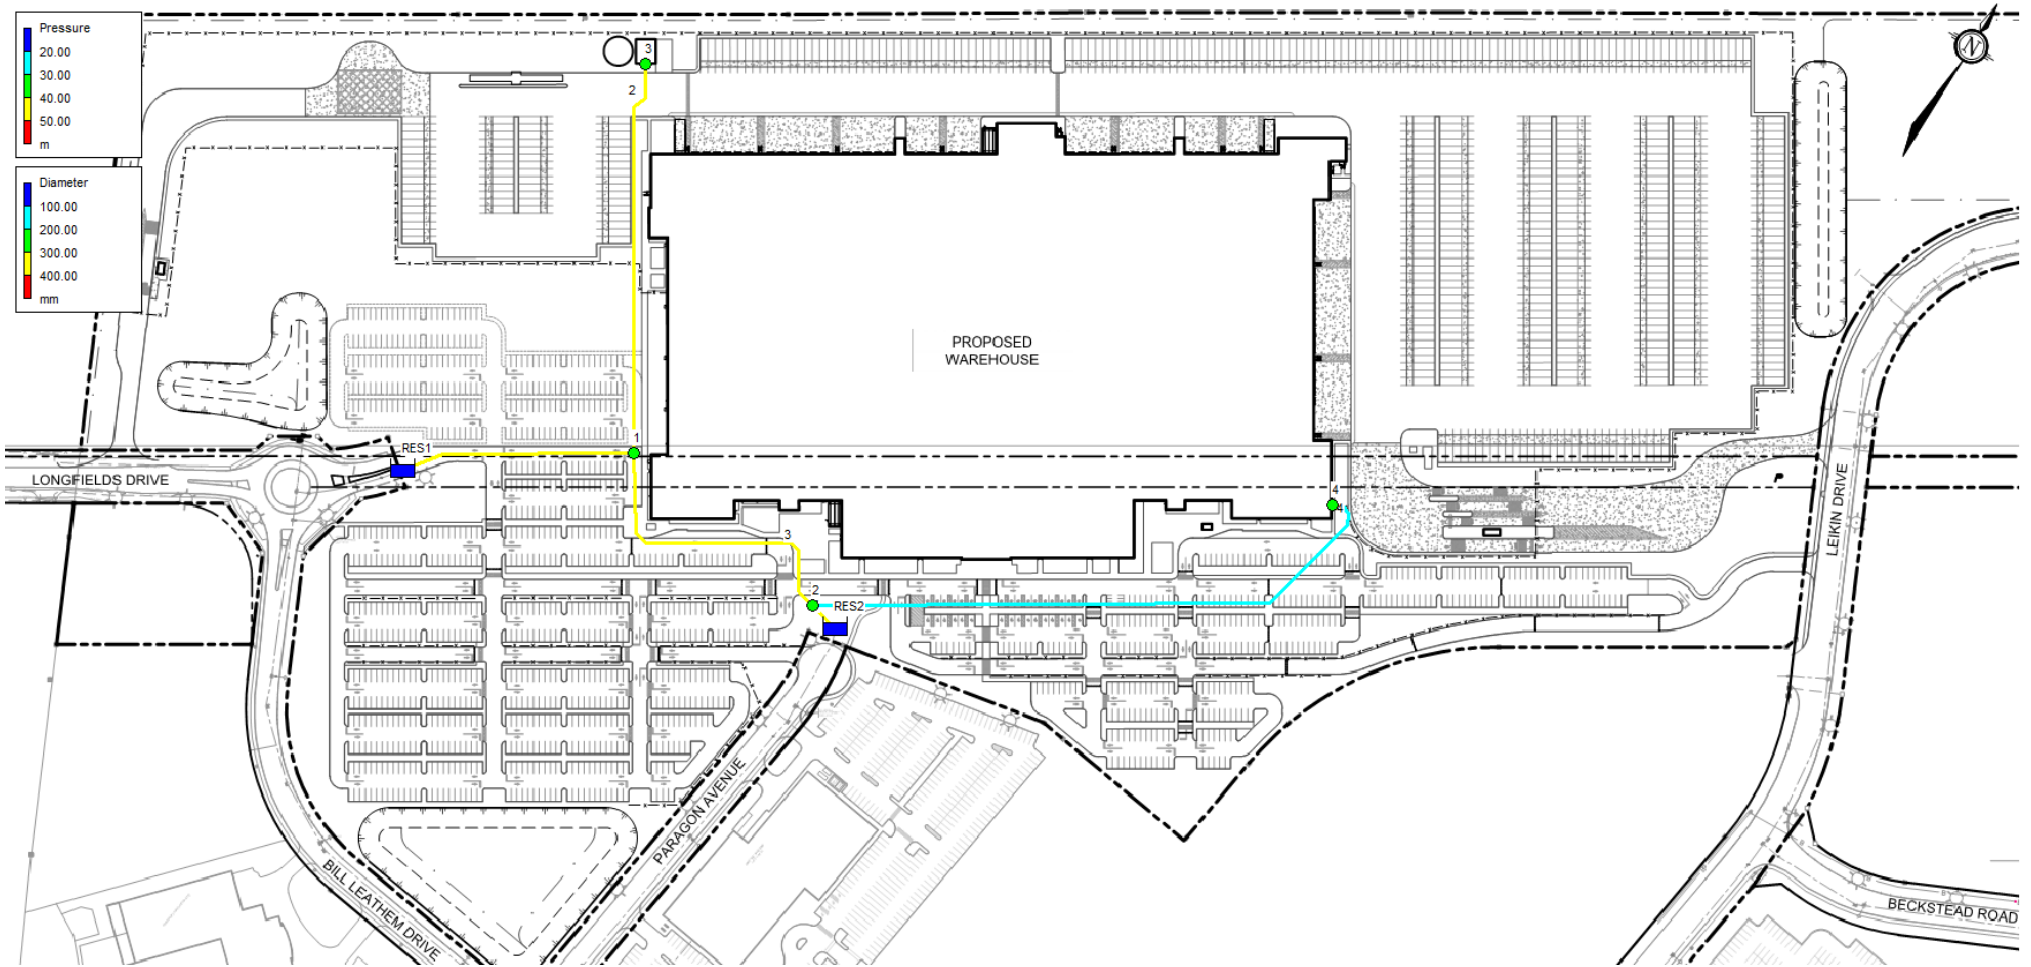 Pressure
20.00
30.00
40.00
50.00
m
Diameter
100.00
200.00
300.00
400.00
mm
3
2
N
PROPOSED
WAREHOUSE
1
RES1
LONGFIELDS DRIVE
4
4
P
3
2
RES2
LEIKIN DRIVE
PARAGON AVENUE
BILL LEATHEM DRIVE
BECKSTEAD ROAD